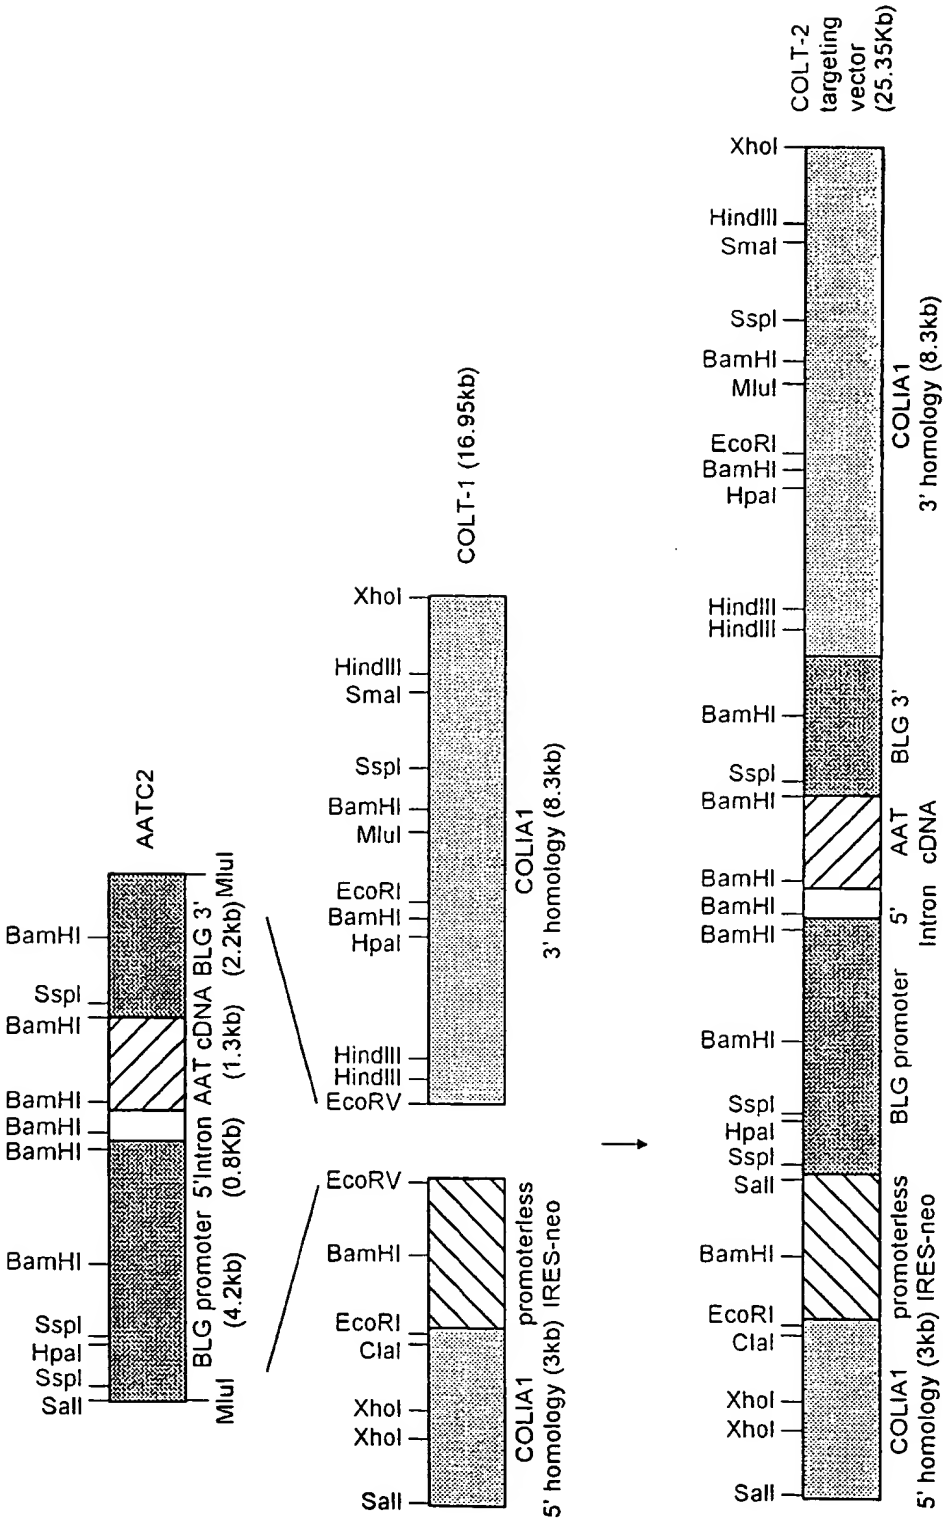 AATC2
SalI
SspI
HpaI
SspI
BamHI
BamHI
BamHI
BamHI
BamHI
SspI
BamHI
MluI
BLG promoter 5'Intron AAT cDNA BLG 3'
(4.2kb) (0.8Kb) (1.3kb) (2.2kb)
MluI
COLT-1 (16.95kb)
SalI
XhoI
XhoI
ClaI
EcoRI
BamHI
EcoRV
EcoRV
HindIII
HindIII
HpaI
BamHI
EcoRI
MluI
BamHI
SspI
SmaI
HindIII
XhoI
COLIA1
5' homology (3kb)
promoterless
IRES-neo
COLIA1
3' homology (8.3kb)
COLT-2
targeting
vector
(25.35Kb)
SalI
XhoI
XhoI
ClaI
EcoRI
BamHI
SalI
SspI
HpaI
SspI
BamHI
BamHI
BamHI
BamHI
BamHI
SspI
BamHI
HindIII
HindIII
HpaI
BamHI
EcoRI
MluI
BamHI
SspI
SmaI
HindIII
XhoI
COLIA1
5' homology (3kb)
promoterless
IRES-neo
BLG promoter
5'
Intron
AAT
cDNA
BLG 3'
COLIA1
3' homology (8.3kb)